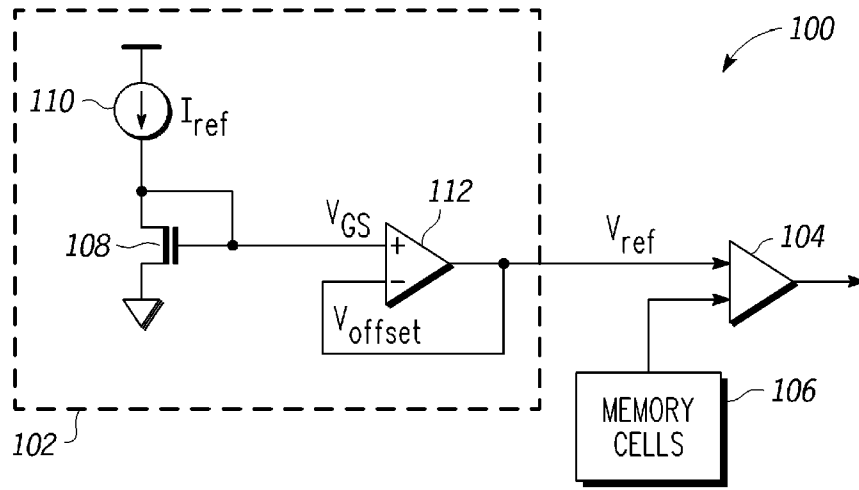 100
110
I_ref
112
V_GS
108
+
V_ref
104
−
V_offset
106
MEMORY
CELLS
102